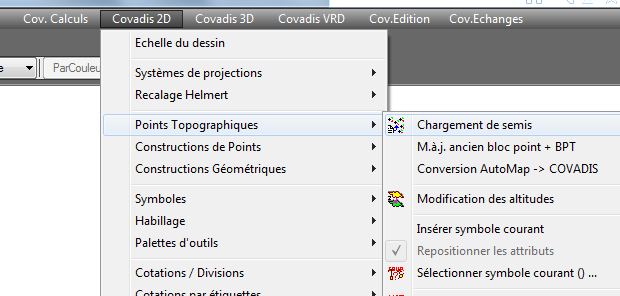 Cov. Calculs Covadis 2D Covadis 3D Covadis VRD Cov.Edition Cov.Echanges
ParCouleu
Echelle du dessin
Systèmes de projections
Recalage Helmert
Points Topographiques
Constructions de Points
Constructions Géométriques
Symboles
Habillage
Palettes d'outils
Cotations / Divisions
Cotations par étiquettes
Chargement de semis
M.à.j. ancien bloc point + BPT
Conversion AutoMap -> COVADIS
Modification des altitudes
Insérer symbole courant
Repositionner les attributs
Sélectionner symbole courant () ...